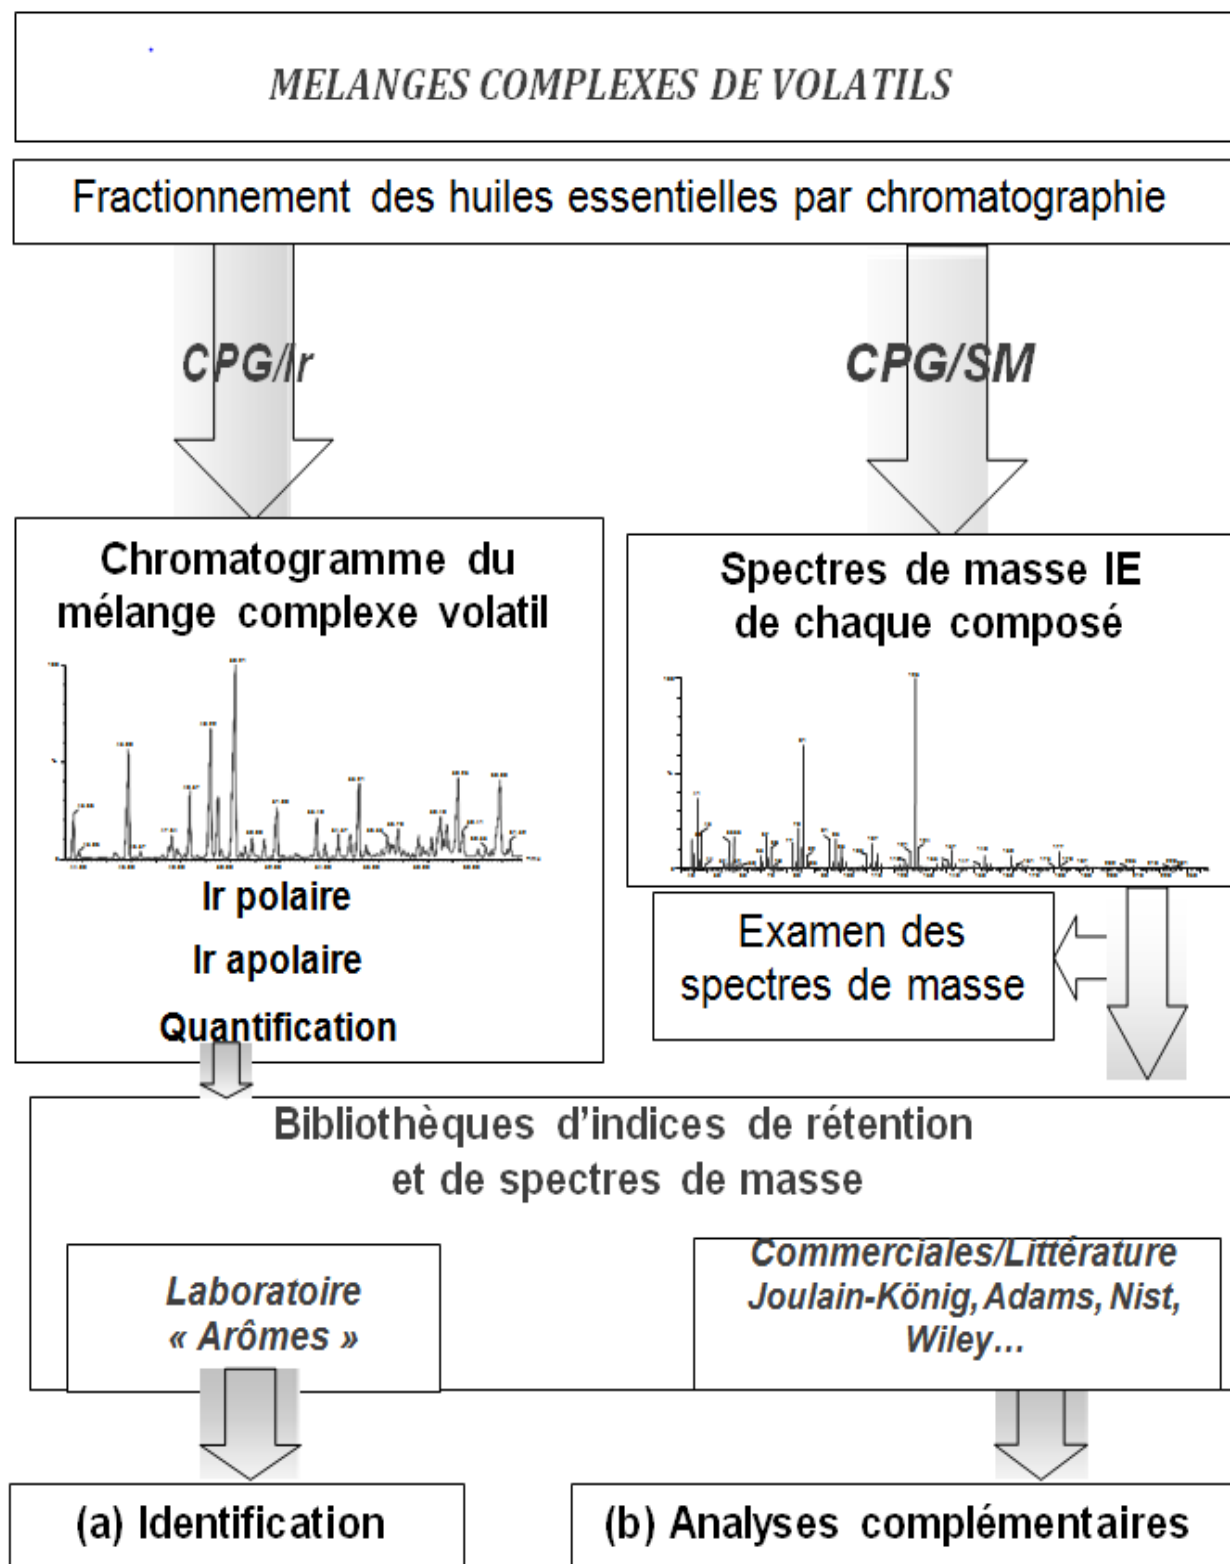 MELANGES COMPLEXES DE VOLATILS
Fractionnement des huiles essentielles par chromatographie
CPG/Ir
CPG/SM
Chromatogramme du
mélange complexe volatil
Ir polaire
Ir apolaire
Quantification
Spectres de masse IE
de chaque composé
Examen des
spectres de masse
Bibliothèques d'indices de rétention
et de spectres de masse
Laboratoire
« Arômes »
Commerciales/Littérature
Joulain-König, Adams, Nist,
Wiley…
(a) Identification
(b) Analyses complémentaires